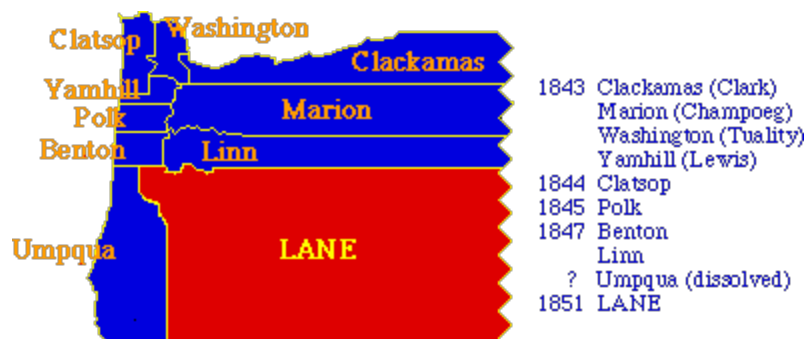 Washington
Clatsop
Clackamas
Yamhill
Marion
Polk
Benton
Linn
Umpqua
LANE
1843 Clackamas (Clark)
Marion (Champoeg)
Washington (Tuality)
Yamhill (Lewis)
1844 Clatsop
1845 Polk
1847 Benton
Linn
? Umpqua (dissolved)
1851 LANE